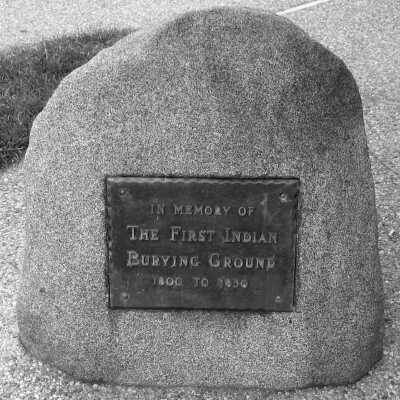 IN MEMORY OF
THE FIRST INDIAN
BURYING GROUND
1800 TO 1830